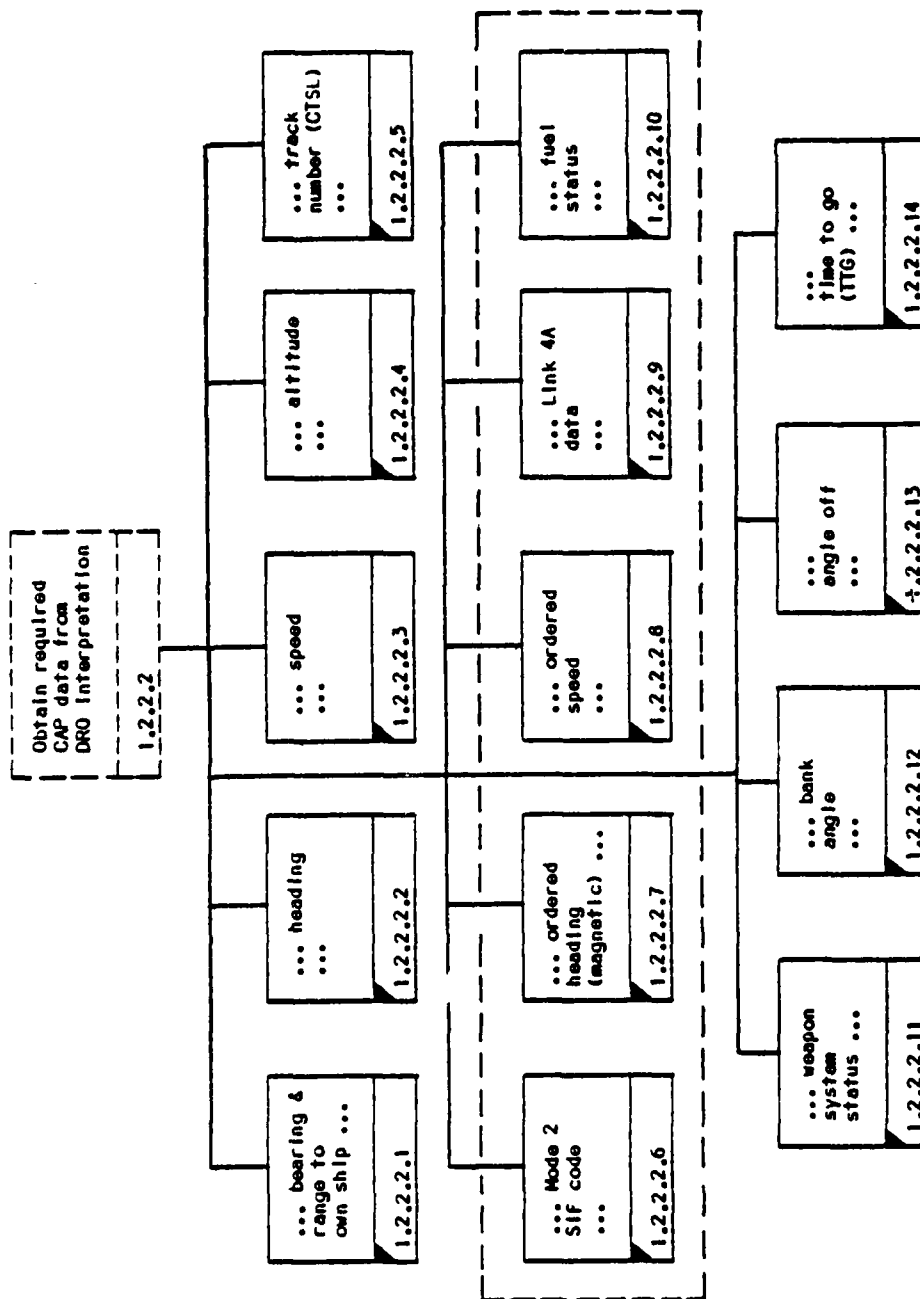 Obtain required
CAP data from
DRO interpretation
1.2.2.2
... bearing &
range to
own ship ...
1.2.2.2.1
... heading
...
1.2.2.2.2
... speed
...
1.2.2.2.3
... altitude
...
1.2.2.2.4
... track
number (CTSL)
...
1.2.2.2.5
... Mode 2
SIF code
...
1.2.2.2.6
... ordered
heading
(magnetic) ...
1.2.2.2.7
... ordered
speed
...
1.2.2.2.8
... Link 4A
data
...
1.2.2.2.9
... fuel
status
...
1.2.2.2.10
... weapon
system
status ...
1.2.2.2.11
... bank
angle
...
1.2.2.2.12
...
angle off
...
1.2.2.2.13
...
time to go
(TTG) ...
1.2.2.2.14